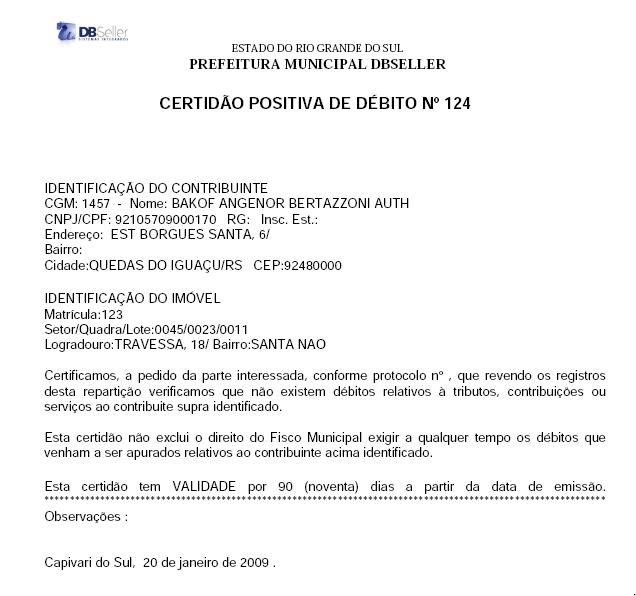 DBSeller
SISTEMAS INTEGRADOS
ESTADO DO RIO GRANDE DO SUL
PREFEITURA MUNICIPAL DBSELLER
CERTIDÃO POSITIVA DE DÉBITO Nº 124
IDENTIFICAÇÃO DO CONTRIBUINTE
CGM: 1457 - Nome: BAKOF ANGENOR BERTAZZONI AUTH
CNPJ/CPF: 92105709000170 RG: Insc. Est.:
Endereço: EST BORGUES SANTA, 6/
Bairro:
Cidade:QUEDAS DO IGUAÇU/RS CEP:92480000
IDENTIFICAÇÃO DO IMÓVEL
Matrícula:123
Setor/Quadra/Lote:0045/0023/0011
Logradouro:TRAVESSA, 18/ Bairro:SANTA NAO
Certificamos, a pedido da parte interessada, conforme protocolo nº , que revendo os registros
desta repartição verificamos que não existem débitos relativos à tributos, contribuições ou
serviços ao contribuite supra identificado.
Esta certidão não exclui o direito do Fisco Municipal exigir a qualquer tempo os débitos que
venham a ser apurados relativos ao contribuinte acima identificado.
Esta certidão tem VALIDADE por 90 (noventa) dias a partir da data de emissão.
**************************************************************************************************************
Observações :
Capivari do Sul, 20 de janeiro de 2009 .